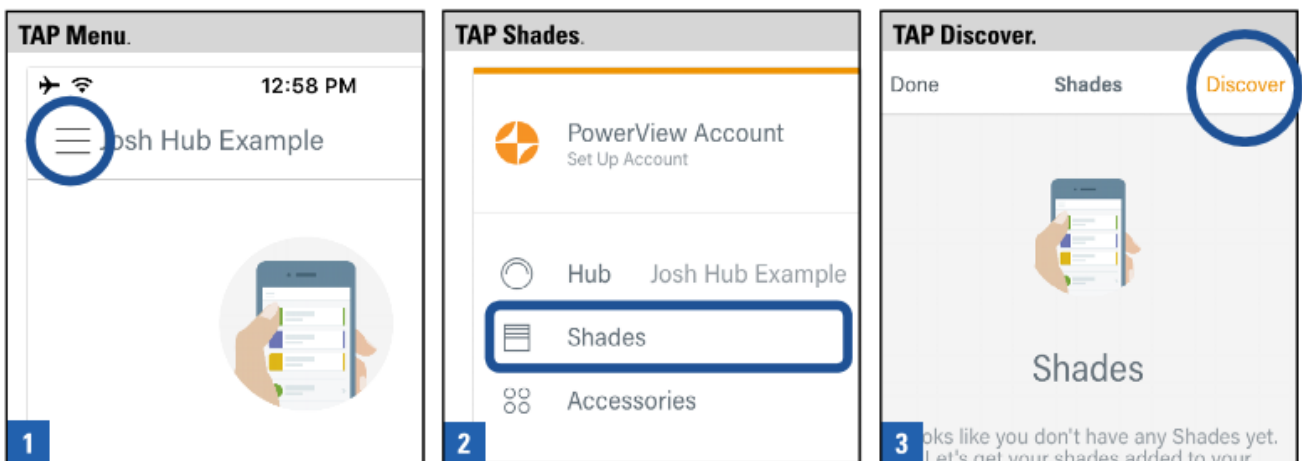 TAP Menu.
12:58 PM
Josh Hub Example
1
TAP Shades.
PowerView Account
Set Up Account
Hub Josh Hub Example
Shades
Accessories
2
TAP Discover.
Done Shades Discover
Shades
oks like you don't have any Shades yet.
Let's get your shades added to your
3